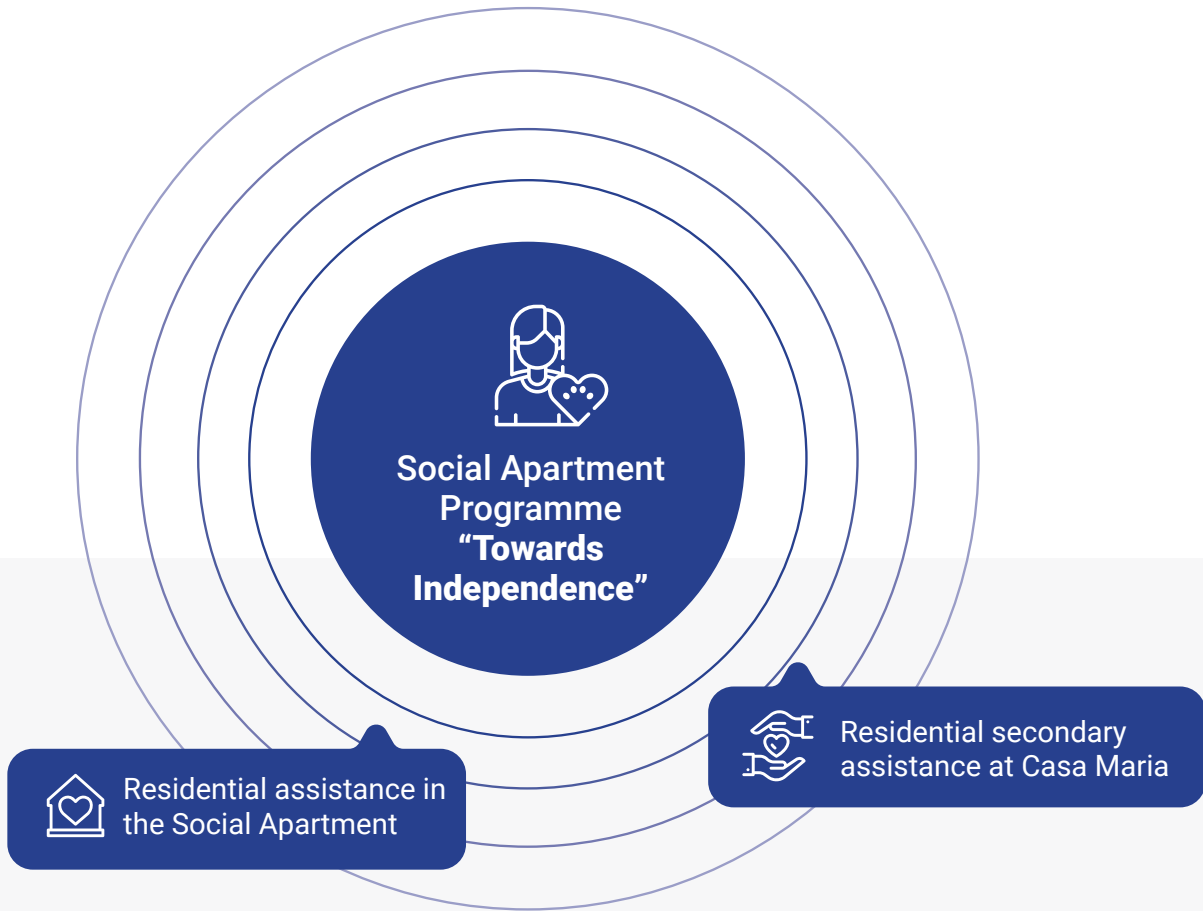 Social Apartment
Programme
“Towards
Independence”
Residential secondary
assistance at Casa Maria
Residential assistance in
the Social Apartment